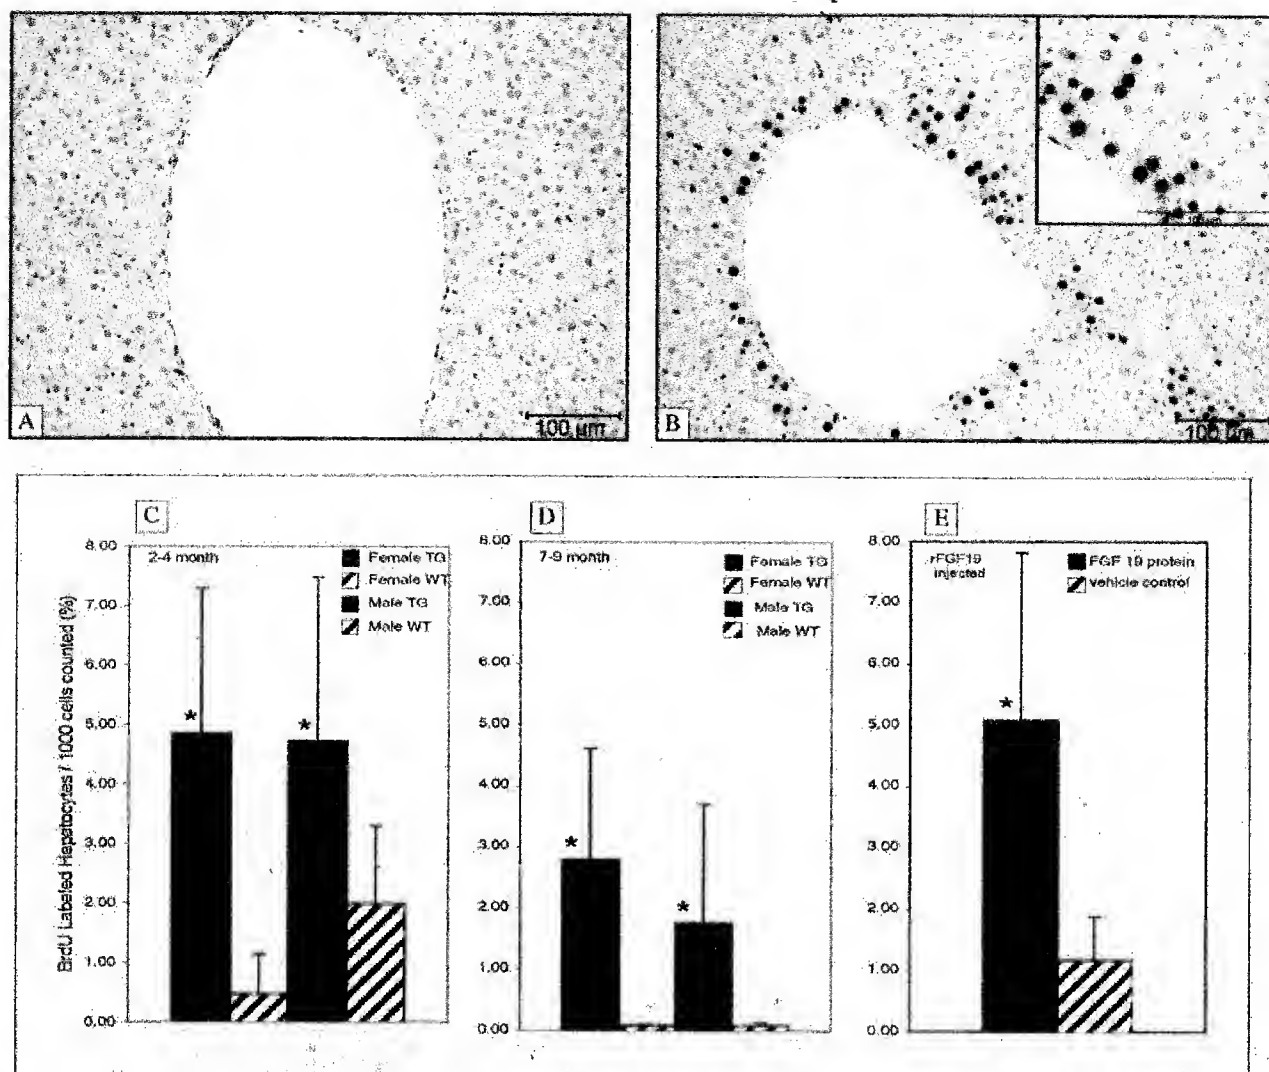 A
100 µm
B
100 µm
BrdU Labeled Hepatocytes / 1000 cells counted (%)
C
2-4 month
Female TG
Female WT
Male TG
Male WT
8.00
7.00
6.00
5.00
4.00
3.00
2.00
1.00
0.00
*
*
D
7-9 month
Female TG
Female WT
Male TG
Male WT
8.00
7.00
6.00
5.00
4.00
3.00
2.00
1.00
0.00
*
*
E
rFGF19
injected
FGF 19 protein
vehicle control
8.00
7.00
6.00
5.00
4.00
3.00
2.00
1.00
0.00
*